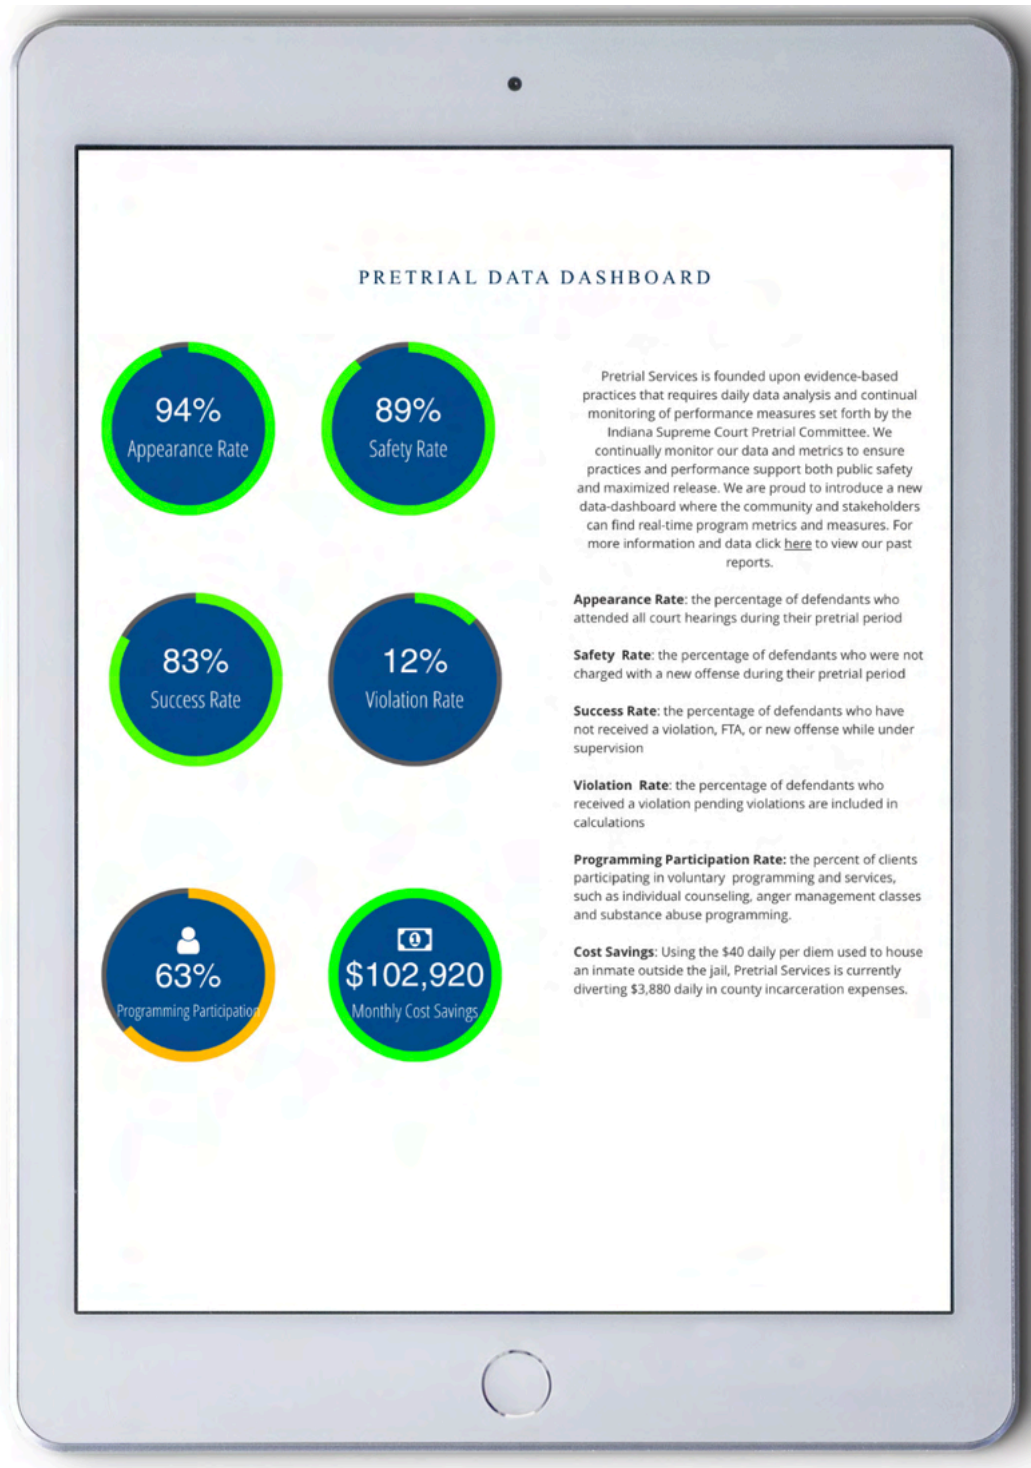 PRETRIAL DATA DASHBOARD
94%
Appearance Rate
89%
Safety Rate
83%
Success Rate
12%
Violation Rate
63%
Programming Participation
1
$102,920
Monthly Cost Savings
Pretrial Services is founded upon evidence-based
practices that requires daily data analysis and continual
monitoring of performance measures set forth by the
Indiana Supreme Court Pretrial Committee. We
continually monitor our data and metrics to ensure
practices and performance support both public safety
and maximized release. We are proud to introduce a new
data-dashboard where the community and stakeholders
can find real-time program metrics and measures. For
more information and data click here to view our past
reports.
Appearance Rate: the percentage of defendants who
attended all court hearings during their pretrial period
Safety Rate: the percentage of defendants who were not
charged with a new offense during their pretrial period
Success Rate: the percentage of defendants who have
not received a violation, FTA, or new offense while under
supervision
Violation Rate: the percentage of defendants who
received a violation pending violations are included in
calculations
Programming Participation Rate: the percent of clients
participating in voluntary programming and services,
such as individual counseling, anger management classes
and substance abuse programming.
Cost Savings: Using the $40 daily per diem used to house
an inmate outside the jail, Pretrial Services is currently
diverting $3,880 daily in county incarceration expenses.